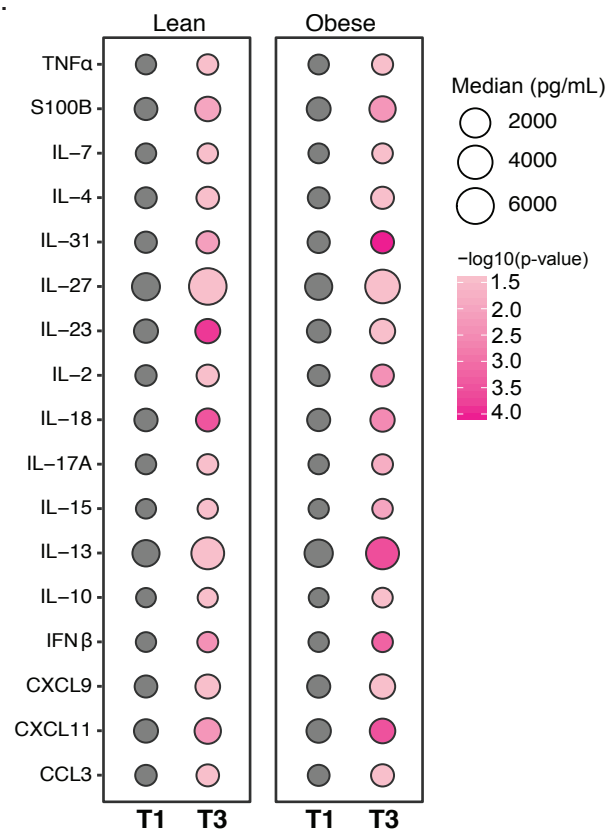 .
Lean Obese
TNFα
S100B
IL−7
IL−4
IL−31
IL−27
IL−23
IL−2
IL−18
IL−17A
IL−15
IL−13
IL−10
IFNβ
CXCL9
CXCL11
CCL3
T1 T3 T1 T3
Median (pg/mL)
2000
4000
6000
−log10(p-value)
1.5
2.0
2.5
3.0
3.5
4.0